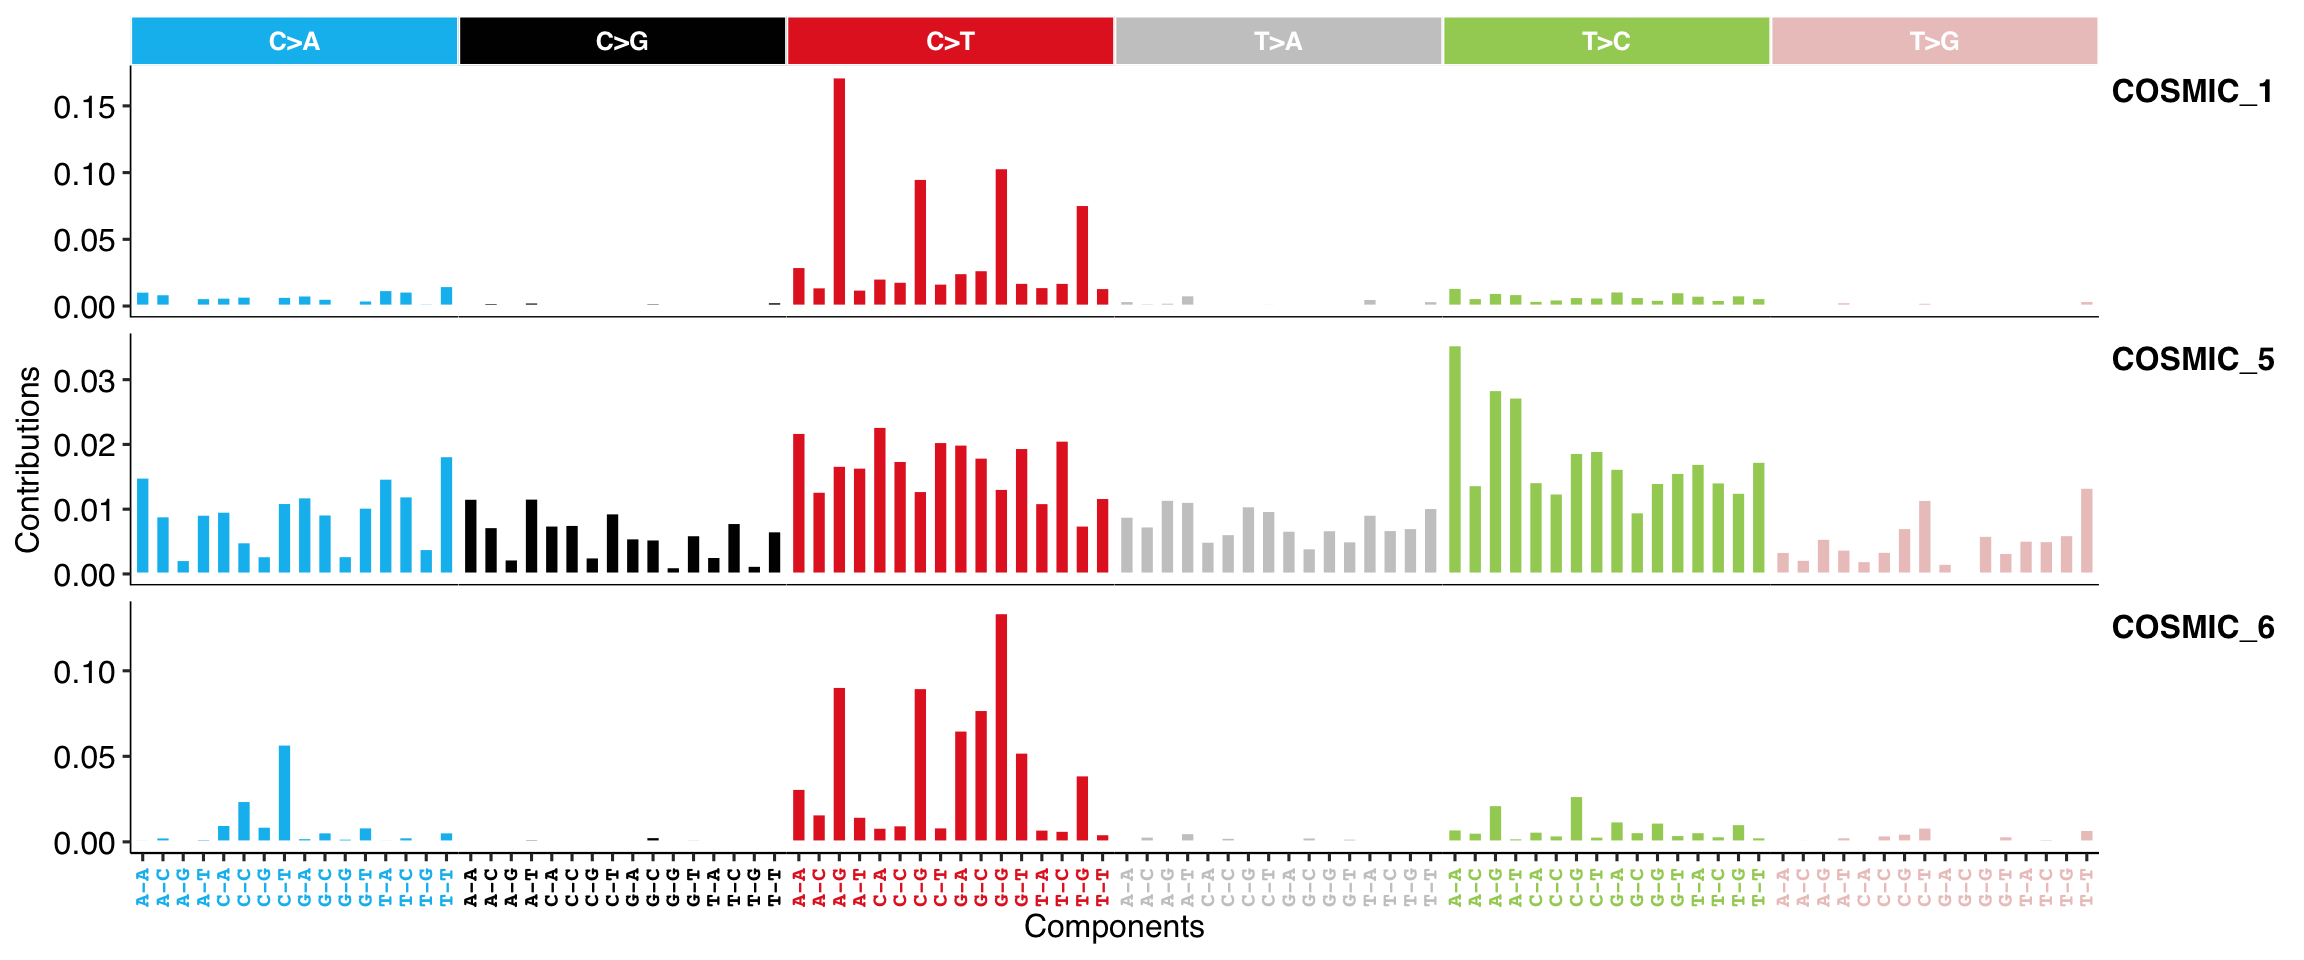 C>A C>G C>T T>A T>C T>G
COSMIC_1
0.15
0.10
0.05
0.00
COSMIC_5
0.03
0.02
0.01
0.00
COSMIC_6
0.10
0.05
0.00
Contributions
A-A A-C A-G A-T C-A C-C C-G C-T G-A G-C G-G G-T T-A T-C T-G T-T A-A A-C A-G A-T C-A C-C C-G C-T G-A G-C G-G G-T T-A T-C T-G T-T A-A A-C A-G A-T C-A C-C C-G C-T G-A G-C G-G G-T T-A T-C T-G T-T A-A A-C A-G A-T C-A C-C C-G C-T G-A G-C G-G G-T T-A T-C T-G T-T A-A A-C A-G A-T C-A C-C C-G C-T G-A G-C G-G G-T T-A T-C T-G T-T A-A A-C A-G A-T C-A C-C C-G C-T G-A G-C G-G G-T T-A T-C T-G T-T
Components